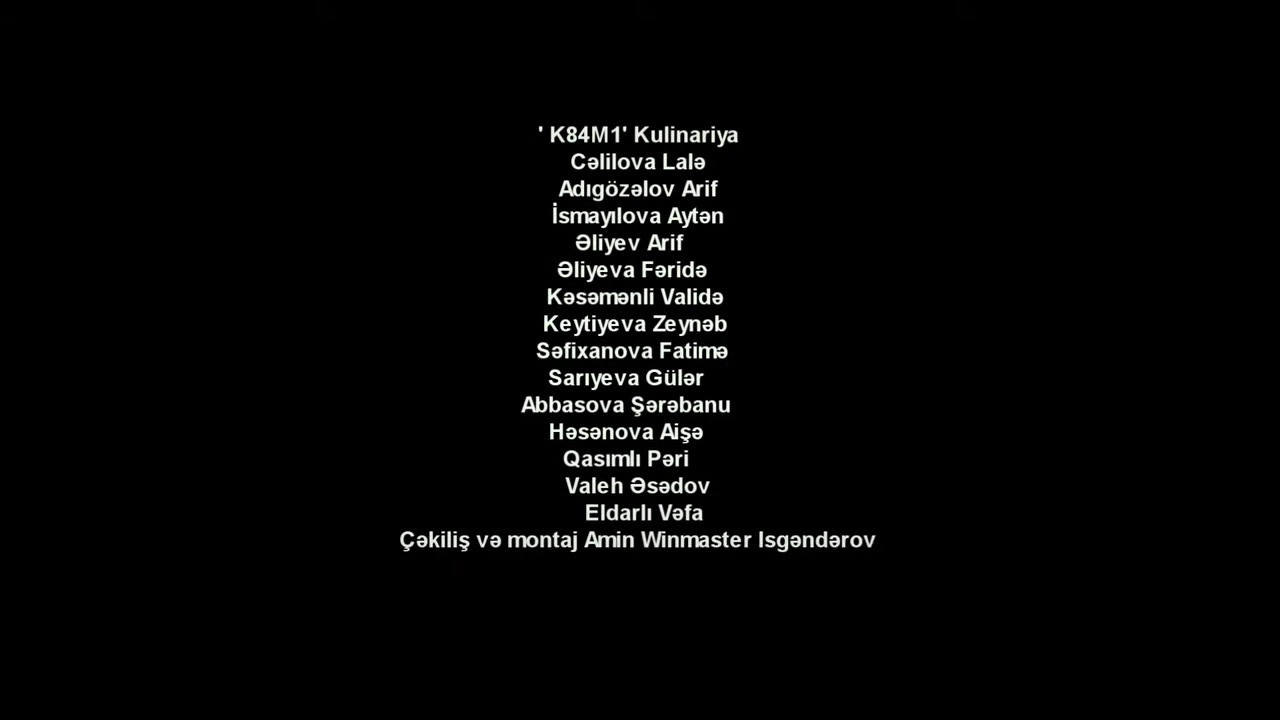 ' K84M1' Kulinariya
Cəlilova Lalə
Adıgözəlov Arif
İsmayılova Aytən
Əliyev Arif
Əliyeva Fəridə
Kəsəmənli Validə
Keytiyeva Zeynəb
Səfixanova Fatimə
Sarıyeva Gülər
Abbasova Şərəbanu
Həsənova Aişə
Qasımlı Pəri
Valeh Əsədov
Eldarlı Vəfa
Çəkiliş və montaj Amin Winmaster Isgəndərov